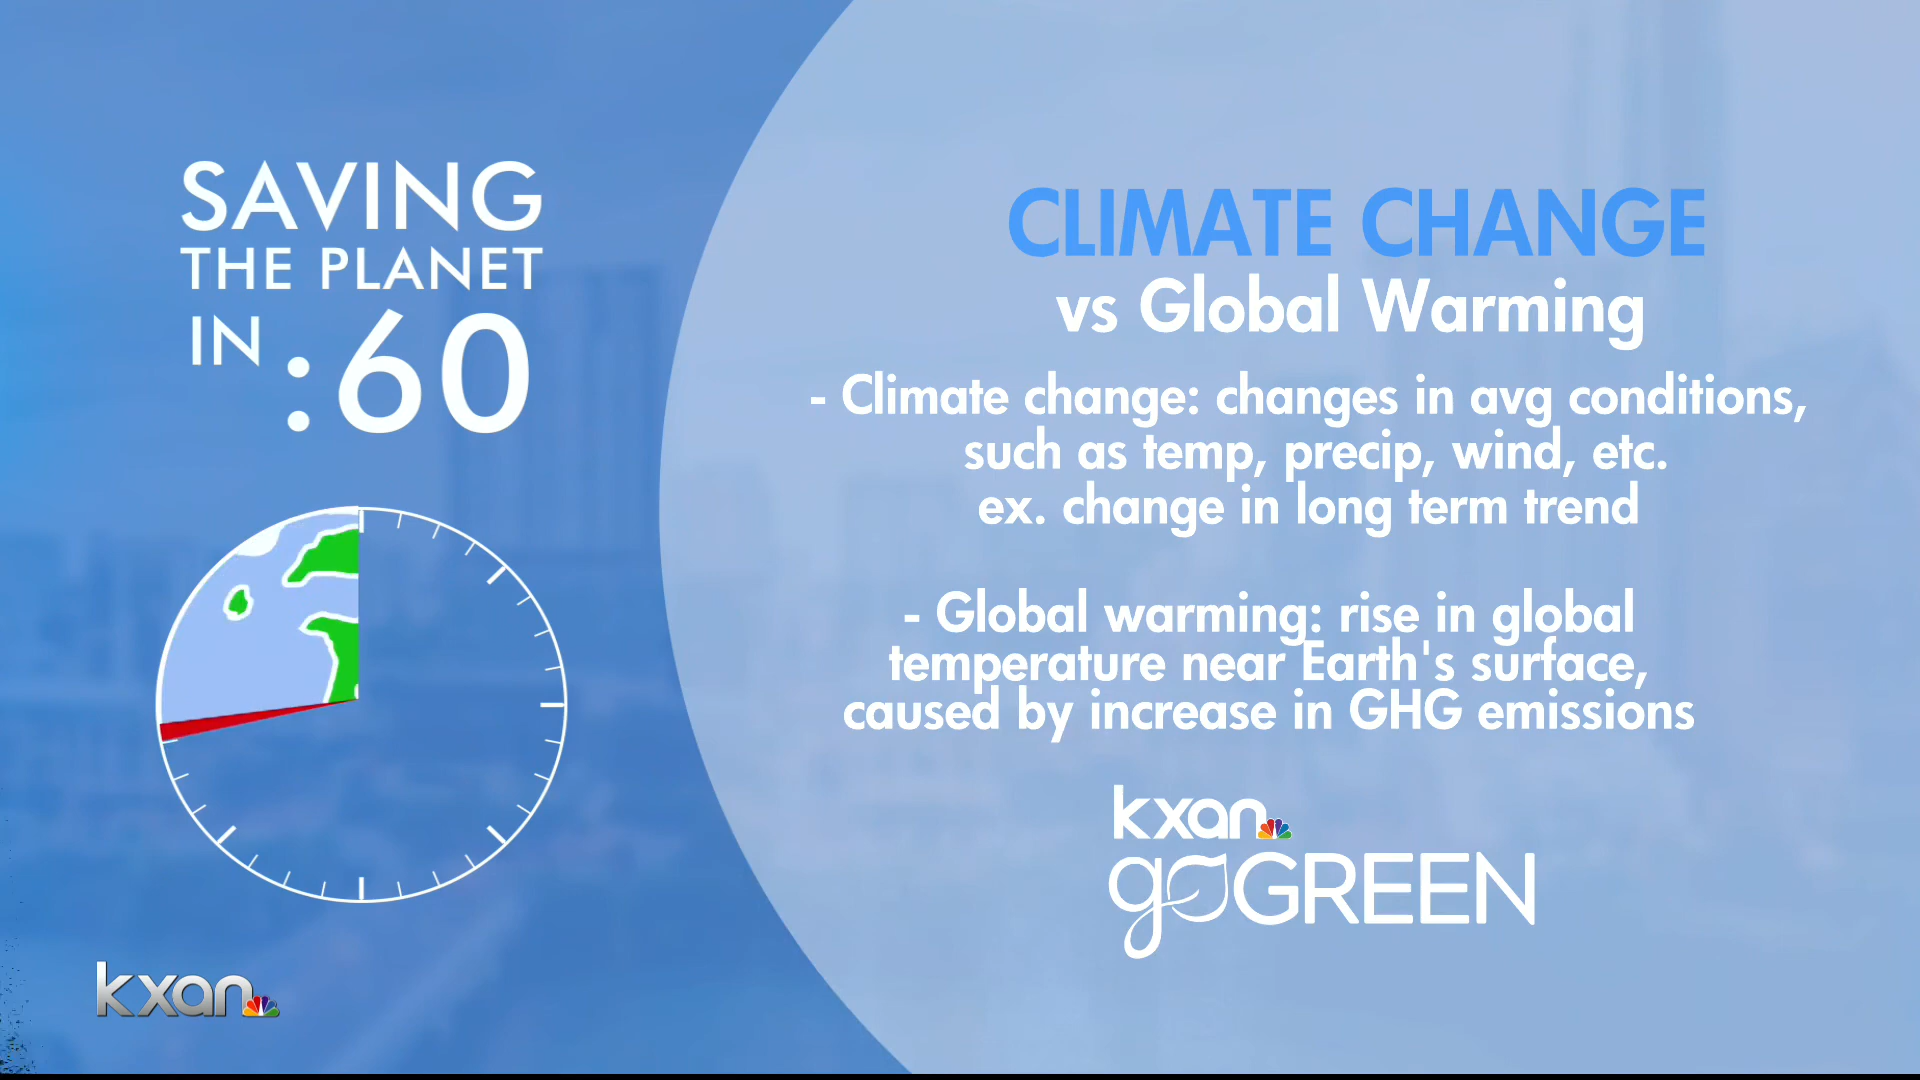 SAVING
THE PLANET
IN :60
CLIMATE CHANGE
vs Global Warming
- Climate change: changes in avg conditions,
such as temp, precip, wind, etc.
ex. change in long term trend
- Global warming: rise in global
temperature near Earth's surface,
caused by increase in GHG emissions
kxan
goGREEN
kxan